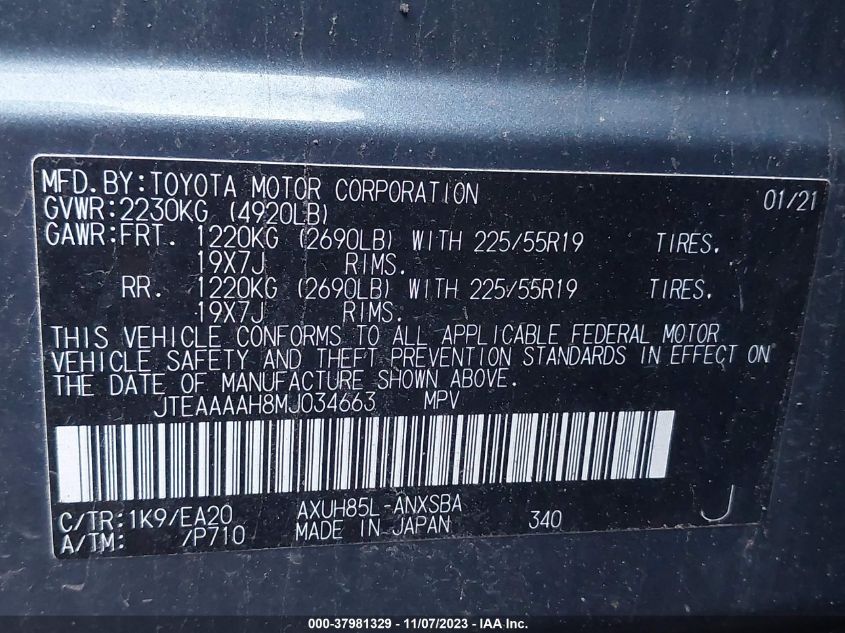 MFD.BY:TOYOTA MOTOR CORPORATION 01/21
GVWR:2230KG (4920LB)
GAWR:FRT. 1220KG (2690LB) WITH 225/55R19 TIRES.
19X7J RIMS.
RR. 1220KG (2690LB) WITH 225/55R19 TIRES.
19X7J RIMS.
THIS VEHICLE CONFORMS TO ALL APPLICABLE FEDERAL MOTOR
VEHICLE SAFETY AND THEFT PREVENTION STANDARDS IN EFFECT ON
THE DATE OF MANUFACTURE SHOWN ABOVE.
JTEAAAAH8MJ034663 MPV
C/TR:1K9/EA20 AXUH85L-ANXSBA 340 J
A/TM: /P710 MADE IN JAPAN
000-37981329 - 11/07/2023 - IAA Inc.